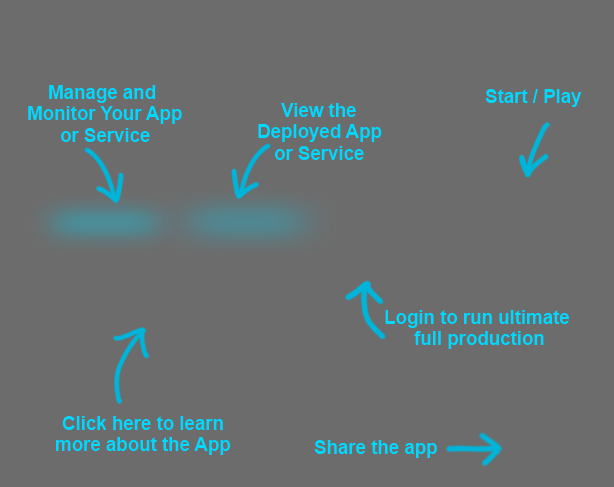 Manage and
Monitor Your App
or Service
View the
Deployed App
or Service
Start / Play
Login to run ultimate
full production
Click here to learn
more about the App
Share the app